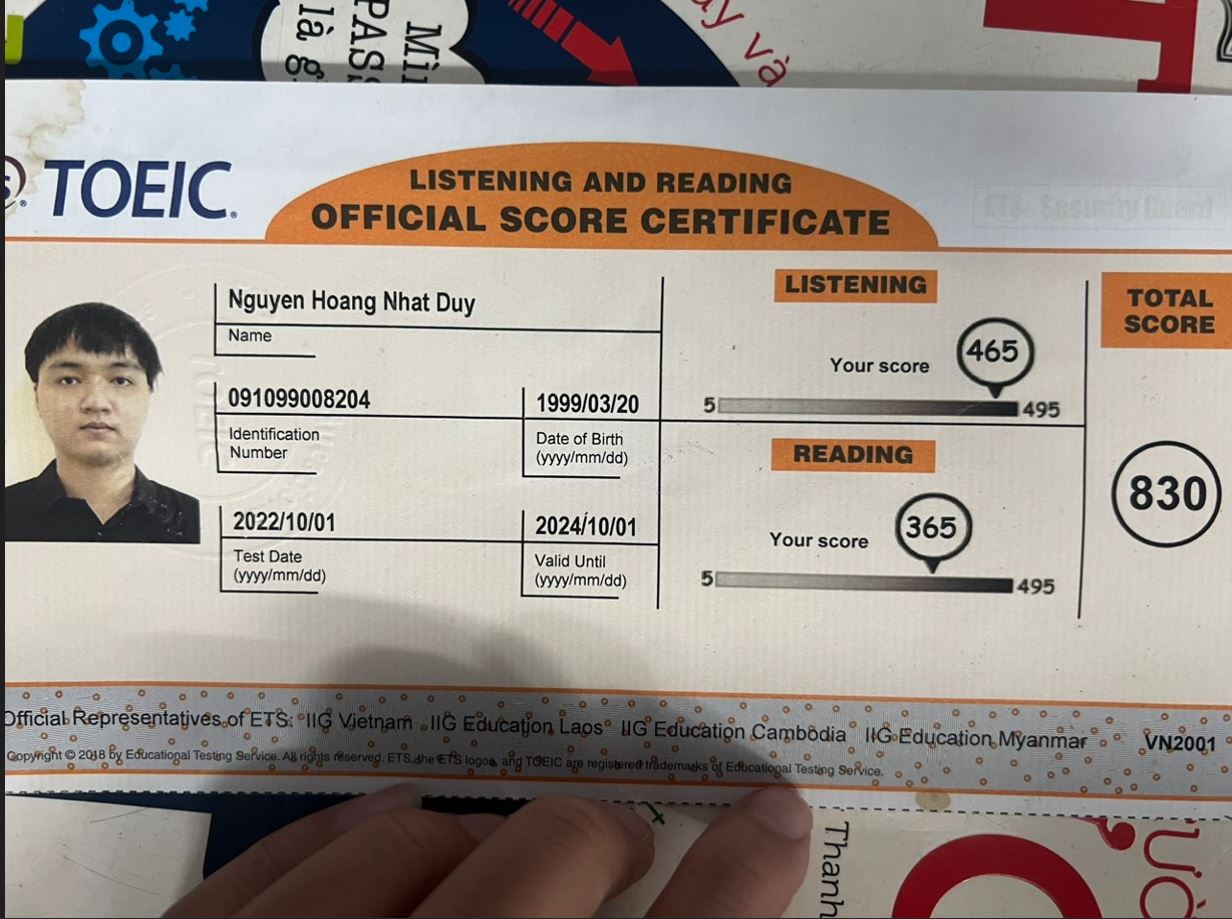 Mìn
PASS
là g
ấy và
TOEIC®
LISTENING AND READING
OFFICIAL SCORE CERTIFICATE
ETS Security Guard
Nguyen Hoang Nhat Duy
Name
091099008204
Identification
Number
1999/03/20
Date of Birth
(yyyy/mm/dd)
2022/10/01
Test Date
(yyyy/mm/dd)
2024/10/01
Valid Until
(yyyy/mm/dd)
LISTENING
Your score
465
5
495
READING
Your score
365
5
495
TOTAL
SCORE
830
Official Representatives of ETS: IIG Vietnam IIG Education Laos IIG Education Cambodia IIG Education Myanmar VN2001
Copyright © 2018 by Educational Testing Service. All rights reserved. ETS, the ETS logos, and TOEIC are registered trademarks of Educational Testing Service.
Thanh